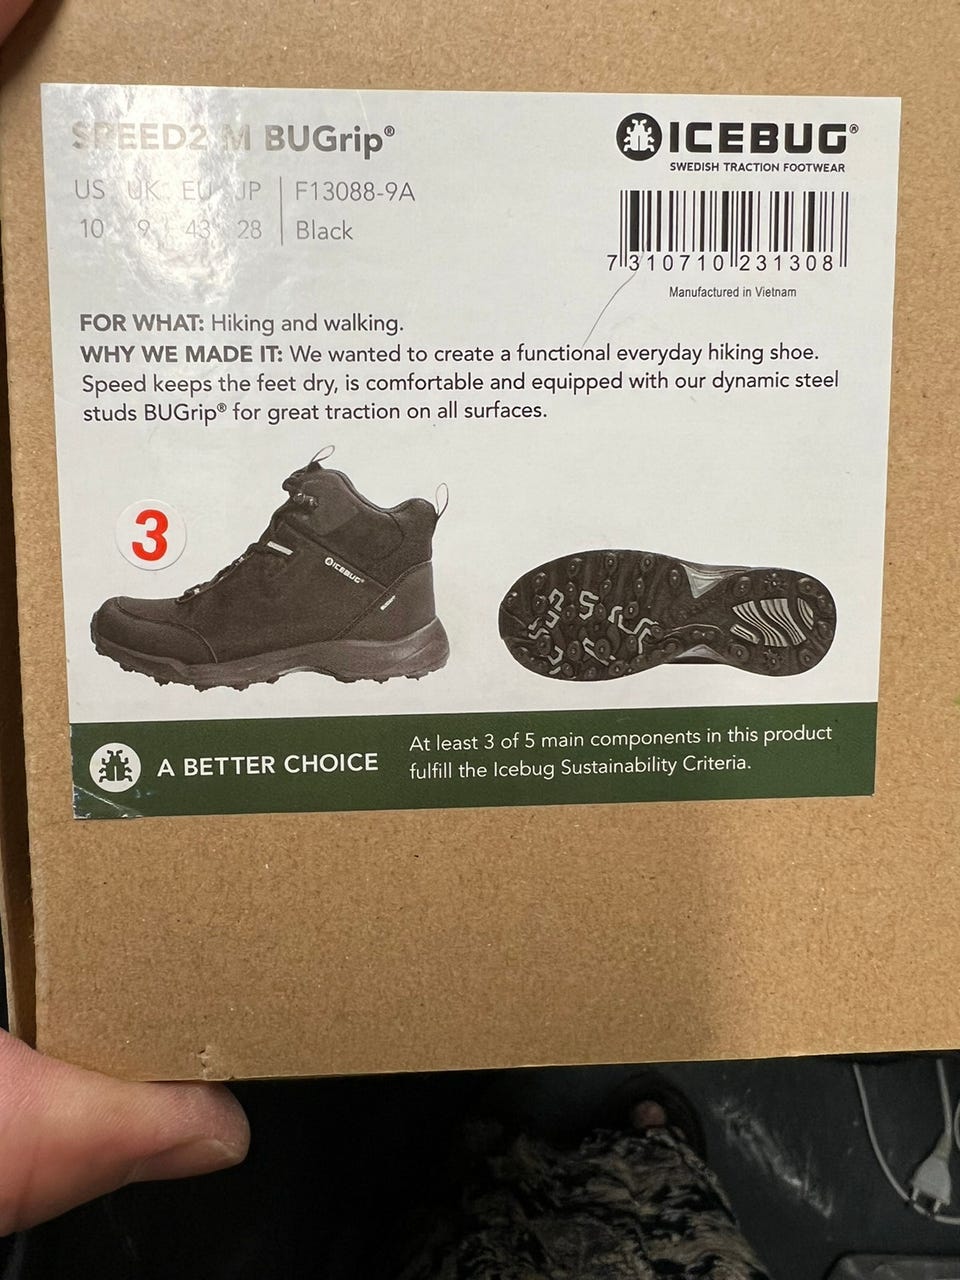 SPEED2 M BUGrip®
US UK EU JP F13088-9A
10 9 43 28 Black
ICEBUG®
SWEDISH TRACTION FOOTWEAR
7 310710 231308
Manufactured in Vietnam
FOR WHAT: Hiking and walking.
WHY WE MADE IT: We wanted to create a functional everyday hiking shoe.
Speed keeps the feet dry, is comfortable and equipped with our dynamic steel
studs BUGrip® for great traction on all surfaces.
3
ICEBUG®
A BETTER CHOICE
At least 3 of 5 main components in this product
fulfill the Icebug Sustainability Criteria.